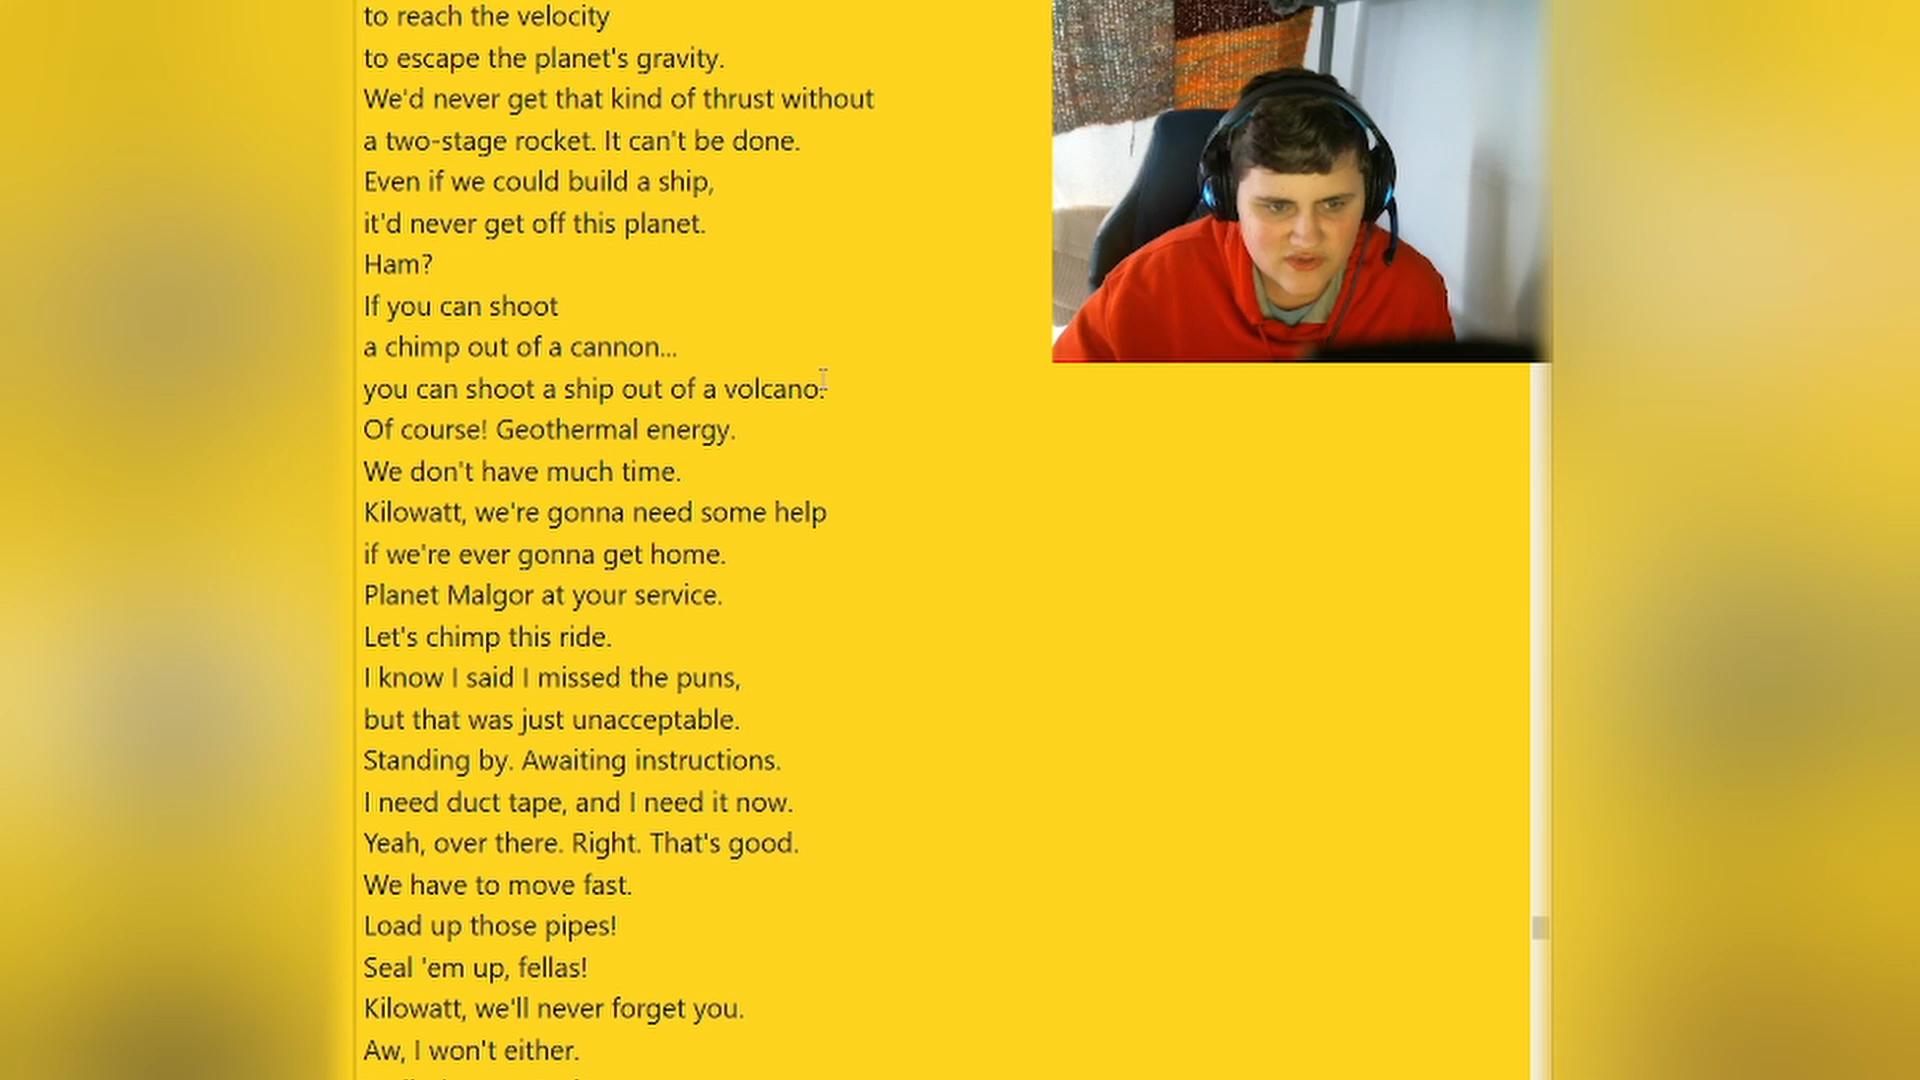 to reach the velocity
to escape the planet's gravity.
We'd never get that kind of thrust without
a two-stage rocket. It can't be done.
Even if we could build a ship,
it'd never get off this planet.
Ham?
If you can shoot
a chimp out of a cannon...
you can shoot a ship out of a volcano.
Of course! Geothermal energy.
We don't have much time.
Kilowatt, we're gonna need some help
if we're ever gonna get home.
Planet Malgor at your service.
Let's chimp this ride.
I know I said I missed the puns,
but that was just unacceptable.
Standing by. Awaiting instructions.
I need duct tape, and I need it now.
Yeah, over there. Right. That's good.
We have to move fast.
Load up those pipes!
Seal 'em up, fellas!
Kilowatt, we'll never forget you.
Aw, I won't either.